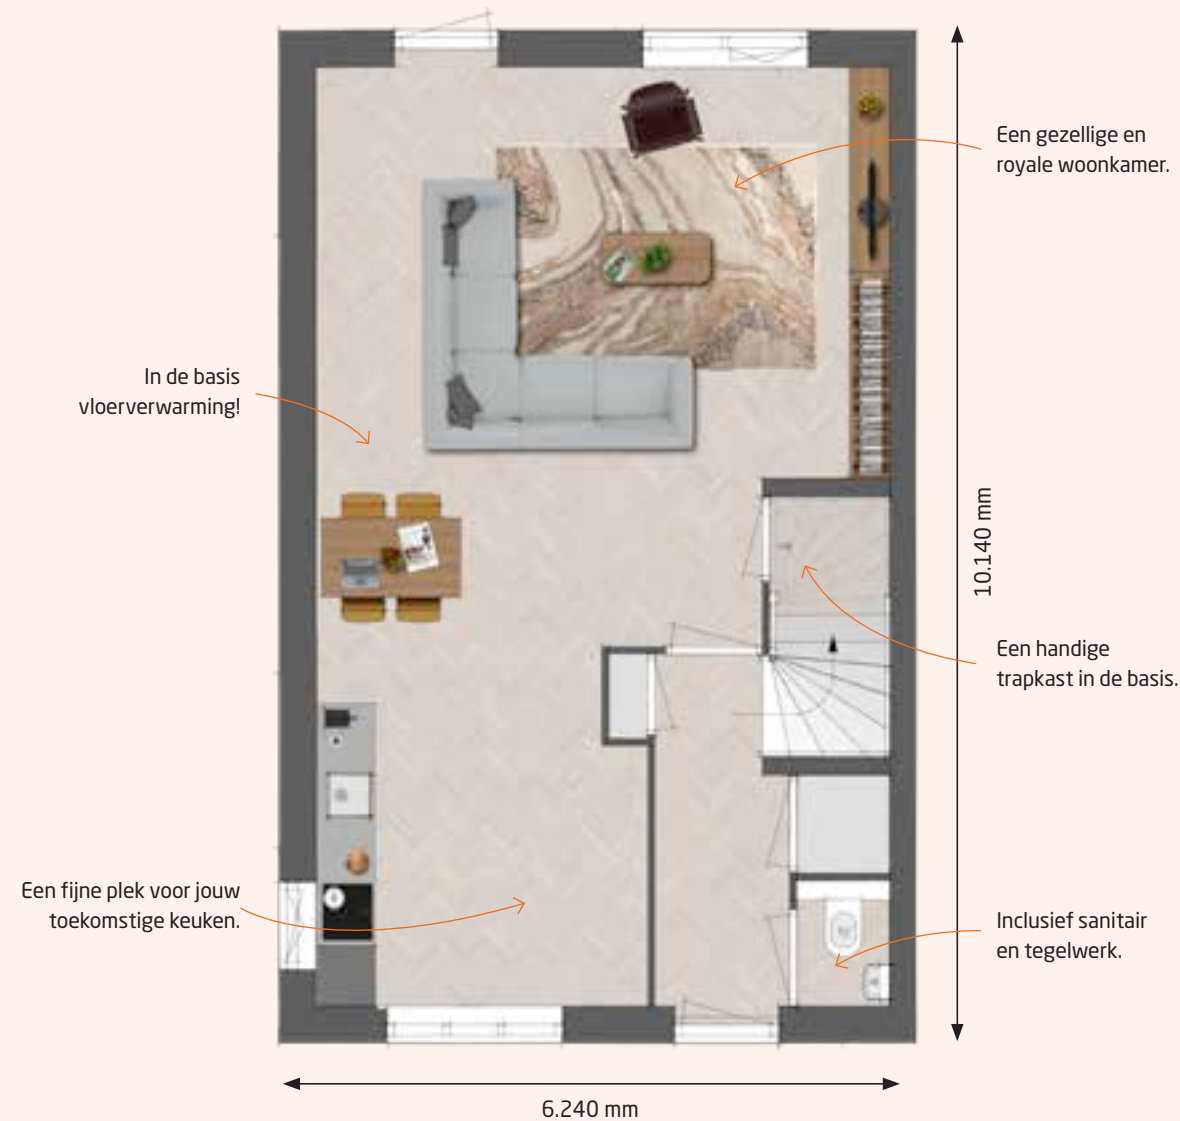 Een gezellige en
royale woonkamer.
In de basis
vloerverwarming!
10.140 mm
Een handige
trapkast in de basis.
Een fijne plek voor jouw
toekomstige keuken.
Inclusief sanitair
en tegelwerk.
6.240 mm